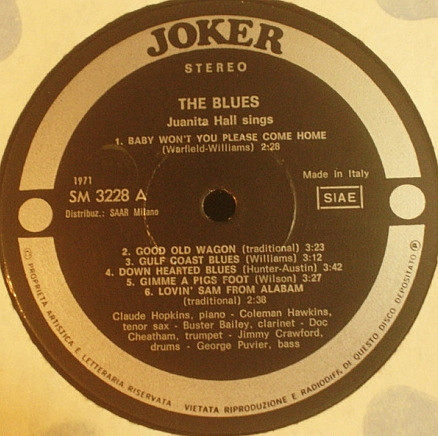 JOKER
STEREO
THE BLUES
Juanita Hall sings
1. BABY WON'T YOU PLEASE COME HOME
(Warfield-Williams) 2:28
1971
SM 3228 A
Distribuz.: SAAR Milano
Made in Italy
SIAE
2. GOOD OLD WAGON (traditional) 3:23
3. GULF COAST BLUES (Williams) 3:12
4. DOWN HEARTED BLUES (Hunter-Austin) 3:42
5. GIMME A PIGS FOOT (Wilson) 3:27
6. LOVIN' SAM FROM ALABAM
(traditional) 2:38
Claude Hopkins, piano - Coleman Hawkins,
tenor sax - Buster Bailey, clarinet - Doc
Cheatham, trumpet - Jimmy Crawford,
drums - George Puvier, bass
Ⓒ PROPRIETA ARTISTICA E LETTERARIA RISERVATA - VIETATA RIPRODUZIONE E RADIODIFF. DI QUESTO DISCO DEPOSITATO Ⓟ